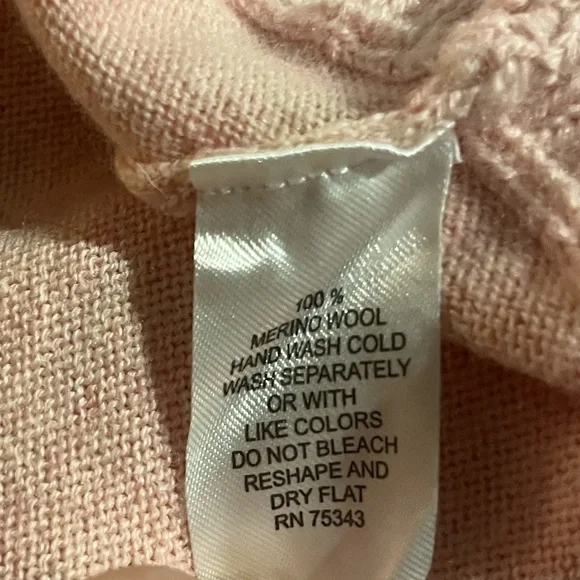 100 %
MERINO WOOL
HAND WASH COLD
WASH SEPARATELY
OR WITH
LIKE COLORS
DO NOT BLEACH
RESHAPE AND
DRY FLAT
RN 75343